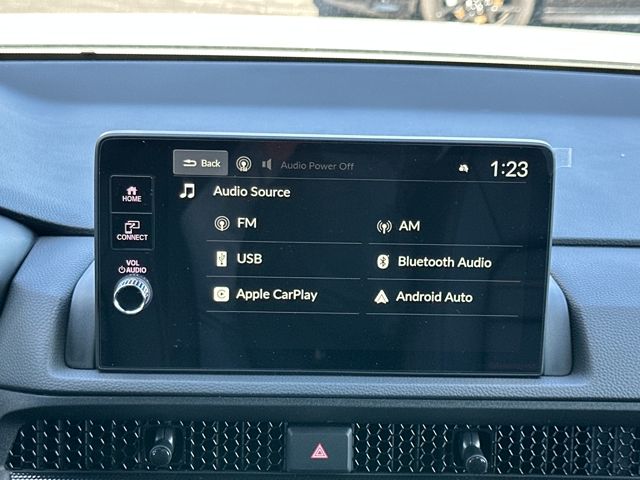 Back
Audio Power Off
1:23
HOME
Audio Source
FM
AM
CONNECT
USB
Bluetooth Audio
VOL
AUDIO
Apple CarPlay
Android Auto